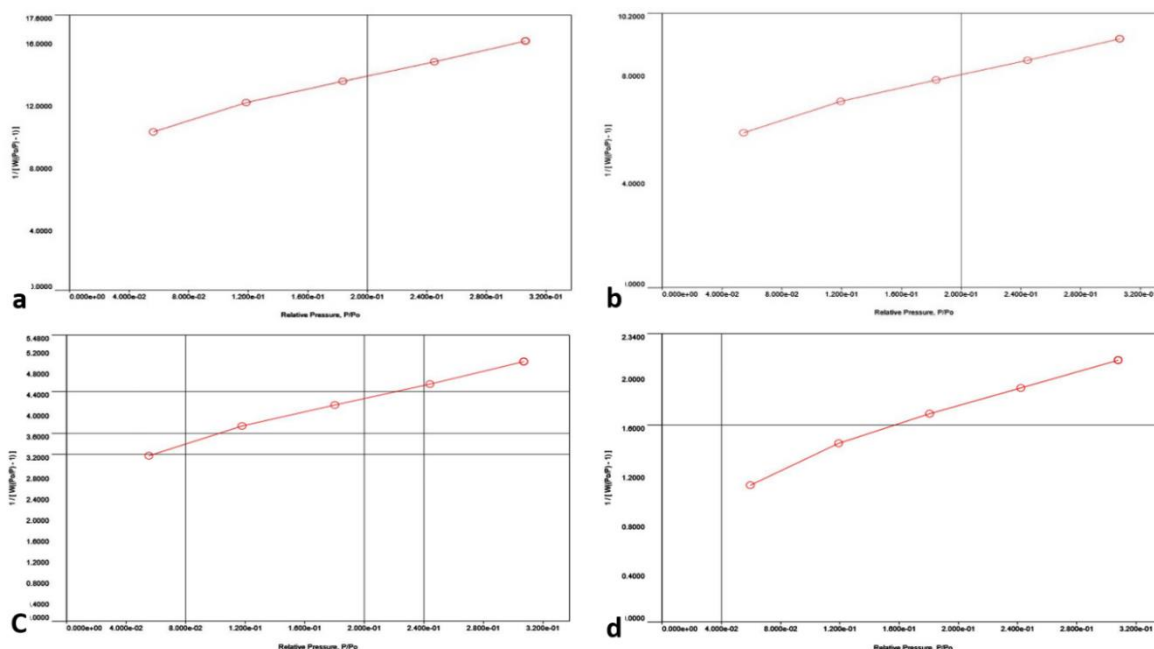 17.6000
16.0000
12.0000
8.0000
4.0000
0.0000
1 / [ W((Po/P) - 1) ]
0.000e+00 4.000e-02 8.000e-02 1.200e-01 1.600e-01 2.000e-01 2.400e-01 2.800e-01 3.200e-01
Relative Pressure, P/Po
a
10.2000
8.0000
4.0000
.0000
1 / [ W((Po/P) - 1) ]
0.000e+00 4.000e-02 8.000e-02 1.200e-01 1.600e-01 2.000e-01 2.400e-01 2.800e-01 3.200e-01
Relative Pressure, P/Po
b
5.4800
5.2000
4.8000
4.4000
4.0000
3.6000
3.2000
2.8000
2.4000
2.0000
1.6000
1.2000
0.8000
.4000
.0000
1 / [ W((Po/P) - 1) ]
0.000e+00 4.000e-02 8.000e-02 1.200e-01 1.600e-01 2.000e-01 2.400e-01 2.800e-01 3.200e-01
Relative Pressure, P/Po
C
2.3400
2.0000
1.6000
1.2000
0.8000
0.4000
.0000
1 / [ W((Po/P) - 1) ]
0.000e+00 4.000e-02 8.000e-02 1.200e-01 1.600e-01 2.000e-01 2.400e-01 2.800e-01 3.200e-01
Relative Pressure, P/Po
d